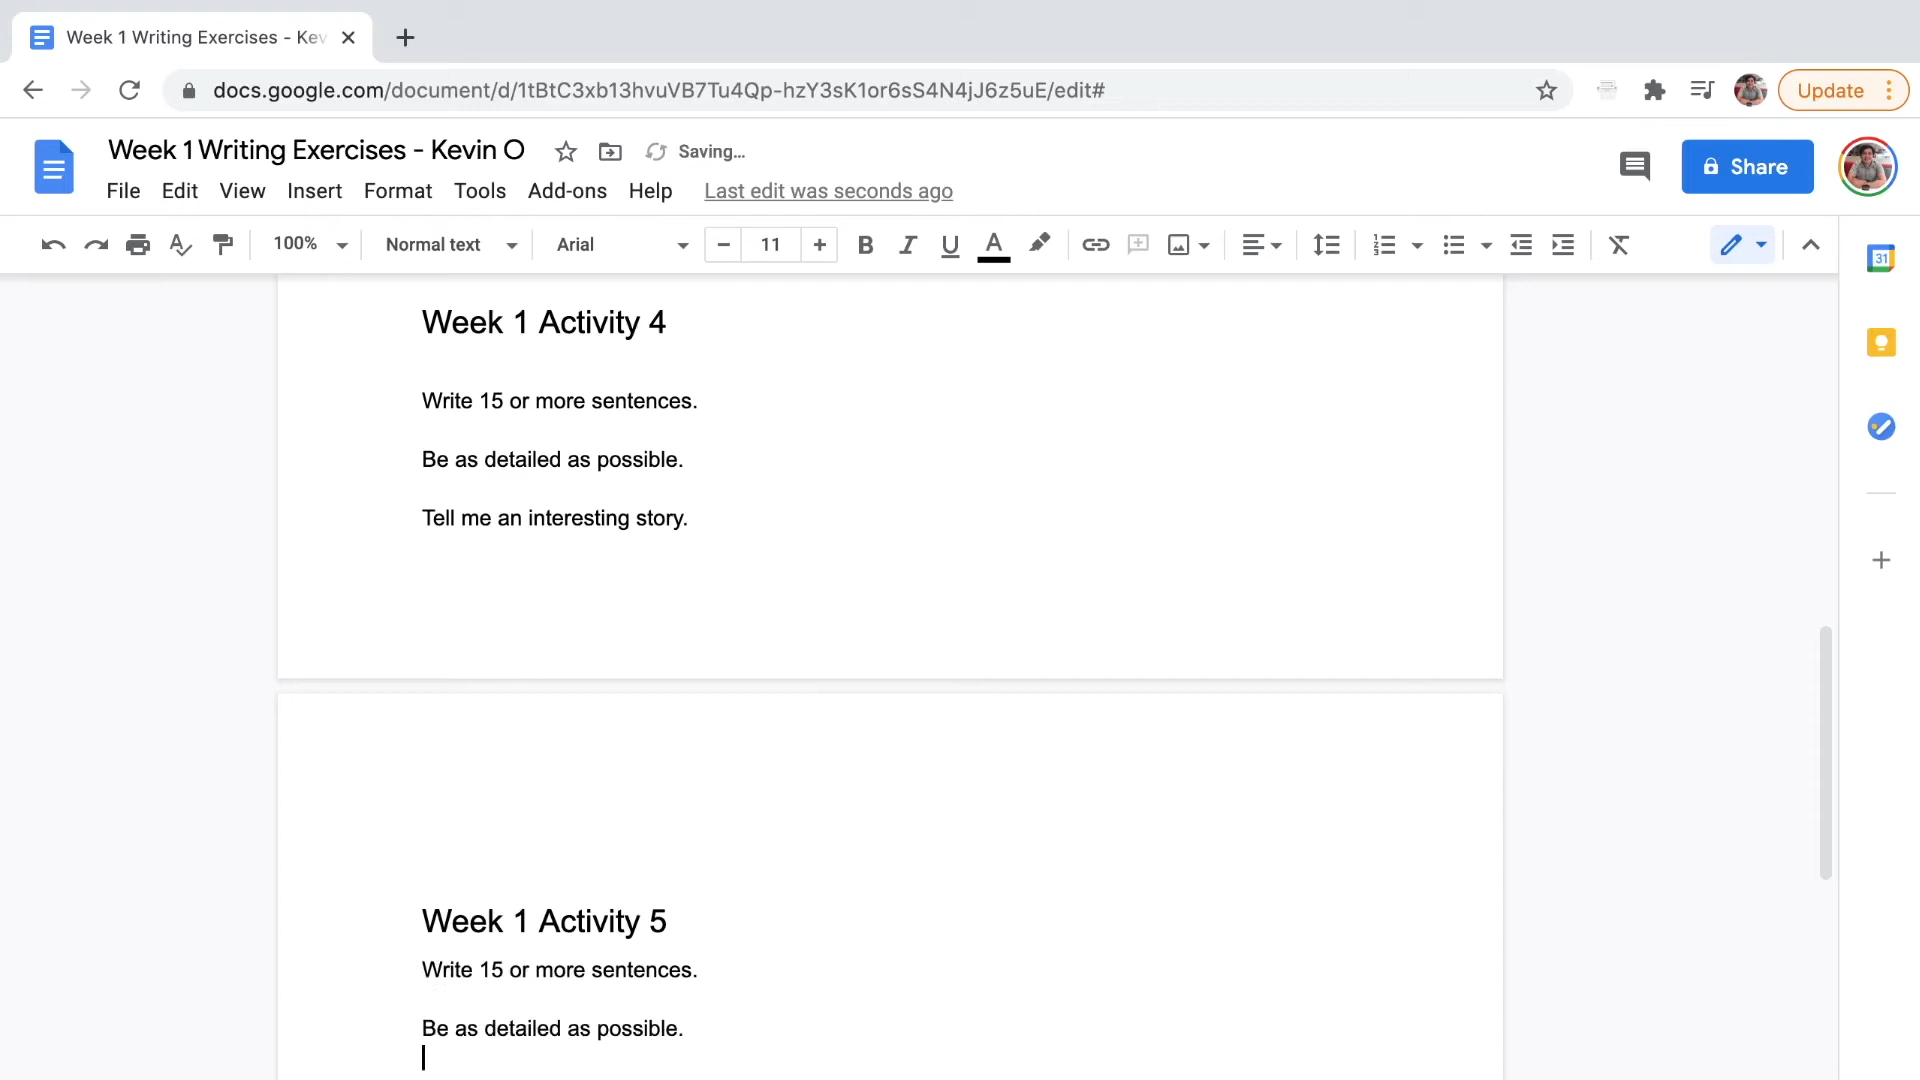 Week 1 Writing Exercises - Kev
docs.google.com/document/d/1tBtC3xb13hvuVB7Tu4Qp-hzY3sK1or6sS4N4jJ6z5uE/edit#
Update
Week 1 Writing Exercises - Kevin O
Saving…
Share
File Edit View Insert Format Tools Add-ons Help Last edit was seconds ago
100% Normal text Arial 11 B I U A
31
Week 1 Activity 4
Write 15 or more sentences.
Be as detailed as possible.
Tell me an interesting story.
Week 1 Activity 5
Write 15 or more sentences.
Be as detailed as possible.